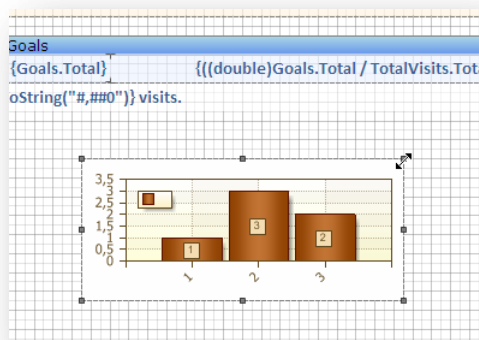 Goals
{Goals.Total} {((double)Goals.Total / TotalVisits.Tota
oString("#,##0")} visits.
3,5
3
2,5
2
1,5
1
0,5
0
1
3
2
1 2 3